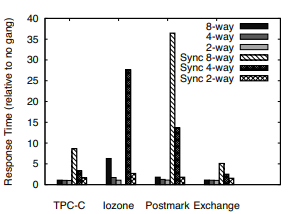 Response Time (relative to no gang)
40
35
30
25
20
15
10
5
0
8-way
4-way
2-way
Sync 8-way
Sync 4-way
Sync 2-way
TPC-C Iozone Postmark Exchange